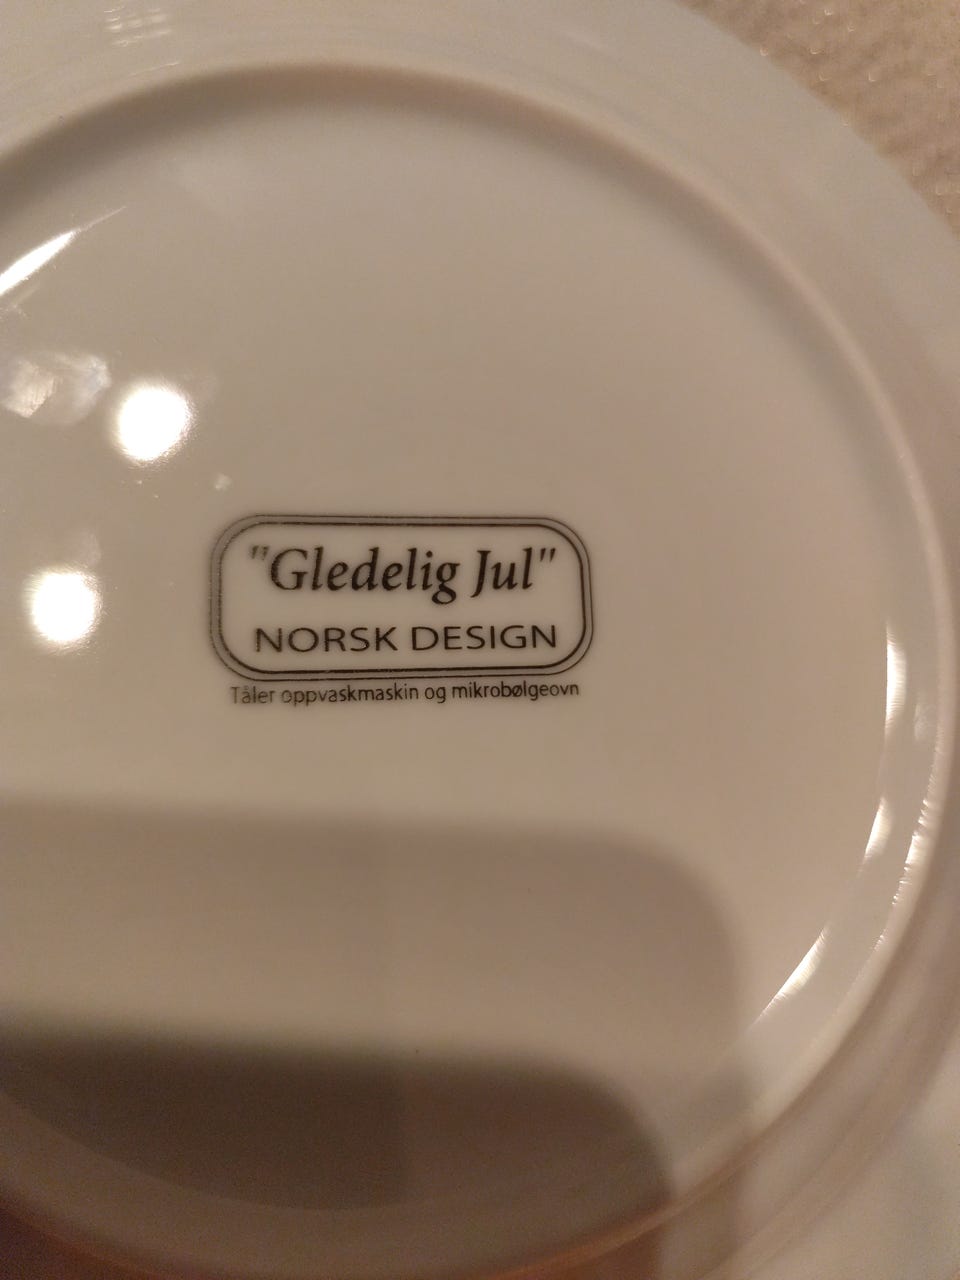 "Gledelig Jul"
NORSK DESIGN
Tåler oppvaskmaskin og mikrobølgeovn